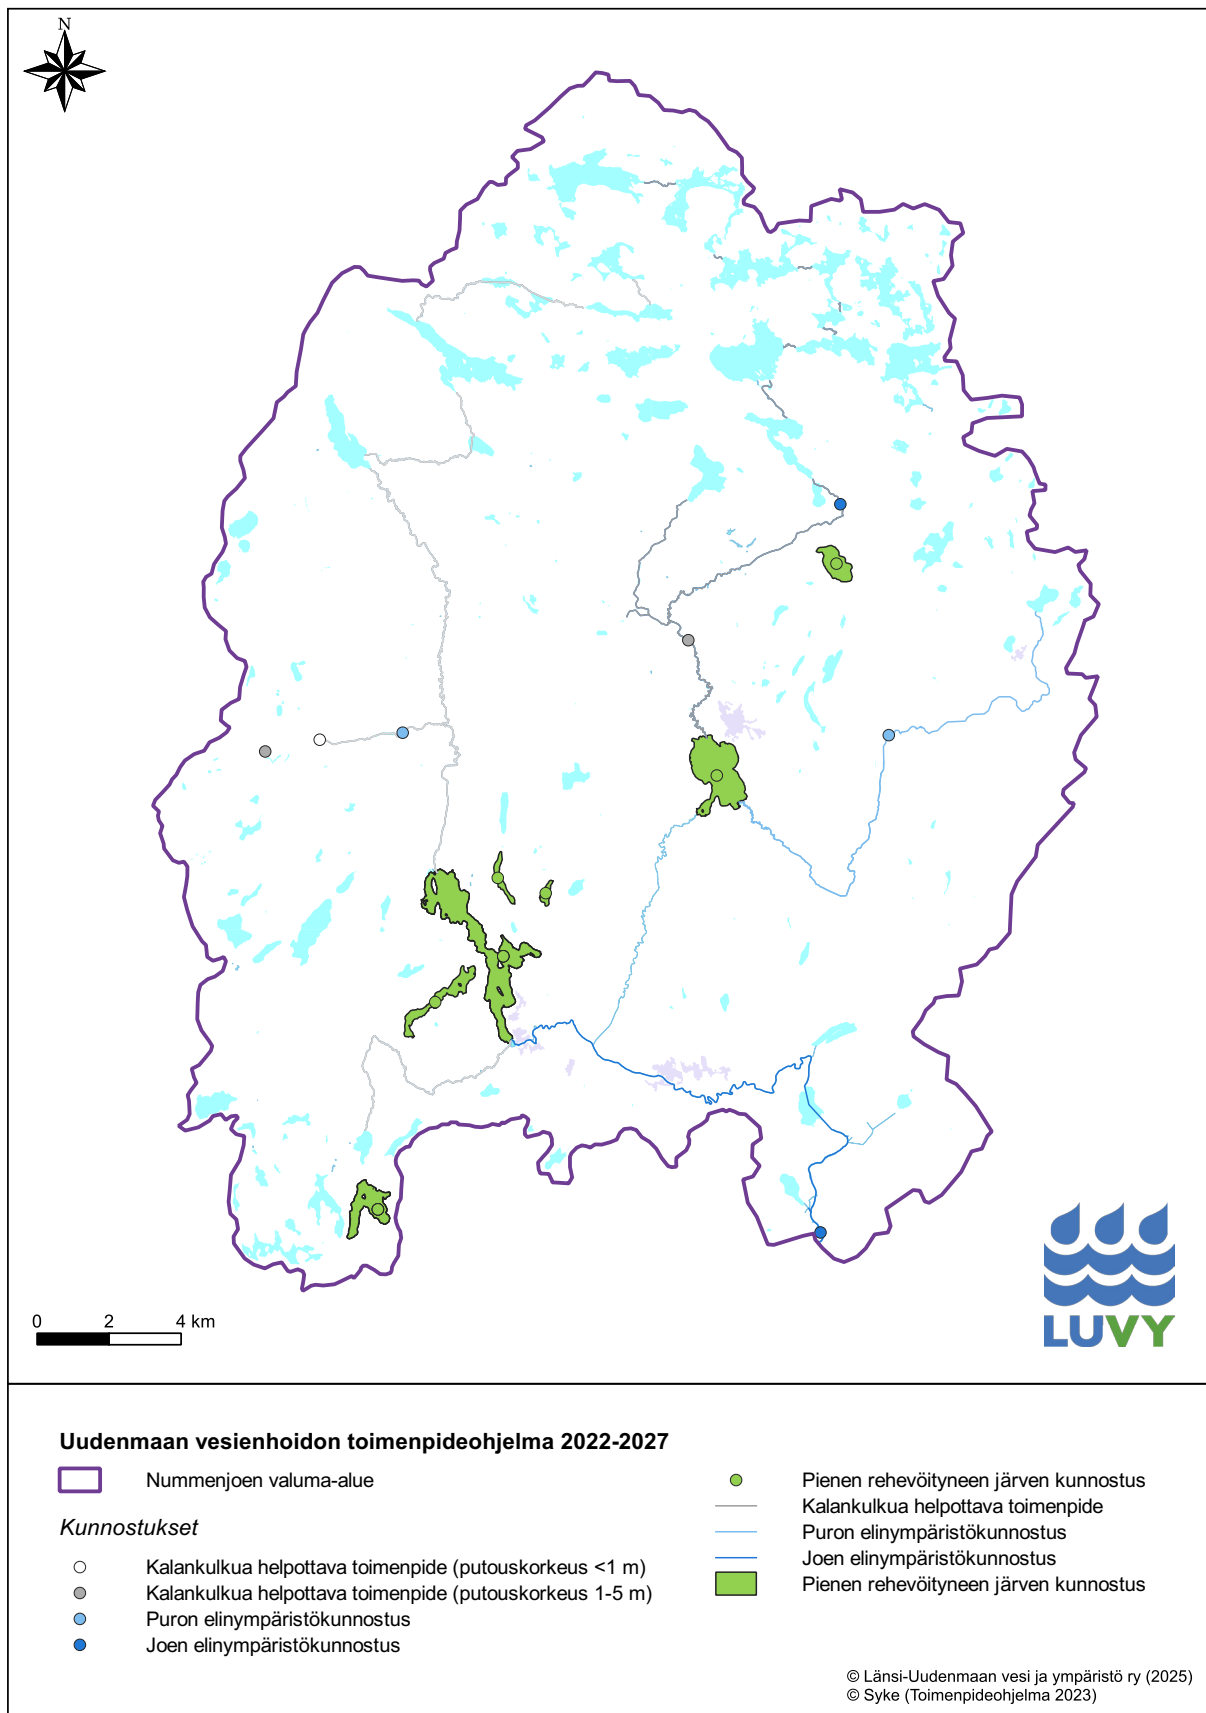 N
0 2 4 km
LUVY
Uudenmaan vesienhoidon toimenpideohjelma 2022-2027
Nummenjoen valuma-alue
Kunnostukset
Kalankulkua helpottava toimenpide (putouskorkeus <1 m)
Kalankulkua helpottava toimenpide (putouskorkeus 1-5 m)
Puron elinympäristökunnostus
Joen elinympäristökunnostus
Pienen rehevöityneen järven kunnostus
Kalankulkua helpottava toimenpide
Puron elinympäristökunnostus
Joen elinympäristökunnostus
Pienen rehevöityneen järven kunnostus
© Länsi-Uudenmaan vesi ja ympäristö ry (2025)
© Syke (Toimenpideohjelma 2023)